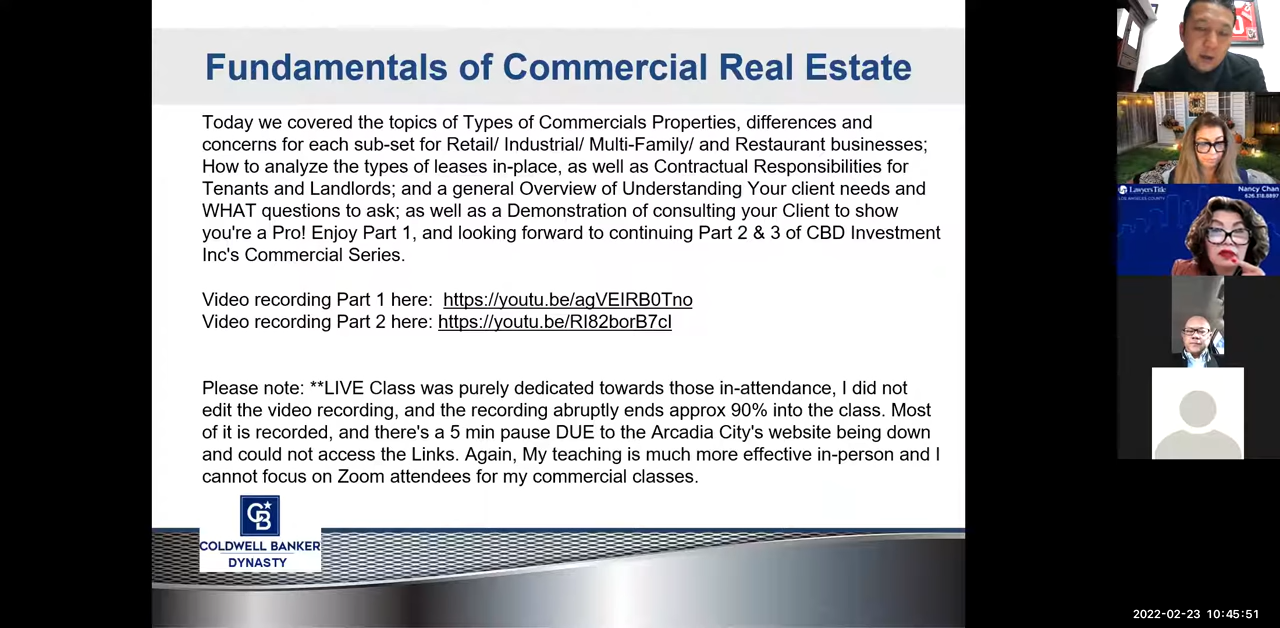 Fundamentals of Commercial Real Estate
Today we covered the topics of Types of Commercials Properties, differences and
concerns for each sub-set for Retail/ Industrial/ Multi-Family/ and Restaurant businesses;
How to analyze the types of leases in-place, as well as Contractual Responsibilities for
Tenants and Landlords; and a general Overview of Understanding Your client needs and
WHAT questions to ask; as well as a Demonstration of consulting your Client to show
you're a Pro! Enjoy Part 1, and looking forward to continuing Part 2 & 3 of CBD Investment
Inc's Commercial Series.
Video recording Part 1 here: https://youtu.be/agVEIRB0Tno
Video recording Part 2 here: https://youtu.be/RI82borB7cI
Please note: **LIVE Class was purely dedicated towards those in-attendance, I did not
edit the video recording, and the recording abruptly ends approx 90% into the class. Most
of it is recorded, and there's a 5 min pause DUE to the Arcadia City's website being down
and could not access the Links. Again, My teaching is much more effective in-person and I
cannot focus on Zoom attendees for my commercial classes.
CB
COLDWELL BANKER
DYNASTY
Lawyers Title
LOS ANGELES COUNTY
Nancy Chan
626.318.8897
2022-02-23 10:45:51